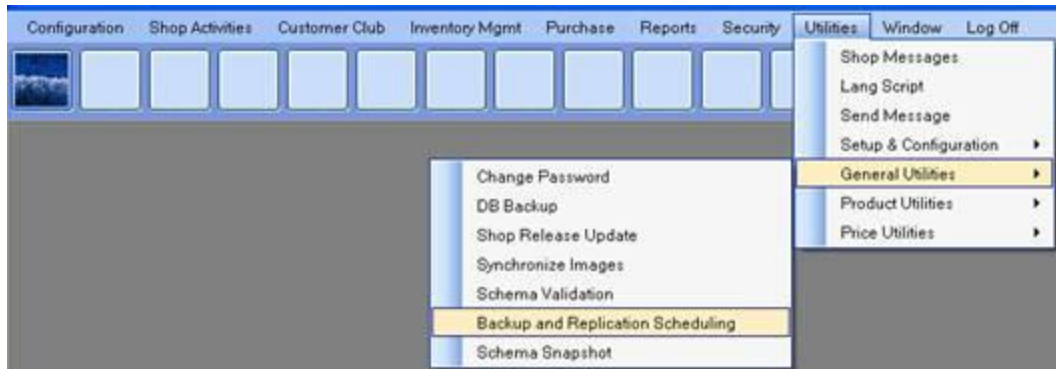 Configuration Shop Activities Customer Club Inventory Mgmt Purchase Reports Security Utilities Window Log Off
Shop Messages
Lang Script
Send Message
Setup & Configuration
General Utilities
Product Utilities
Price Utilities
Change Password
DB Backup
Shop Release Update
Synchronize Images
Schema Validation
Backup and Replication Scheduling
Schema Snapshot